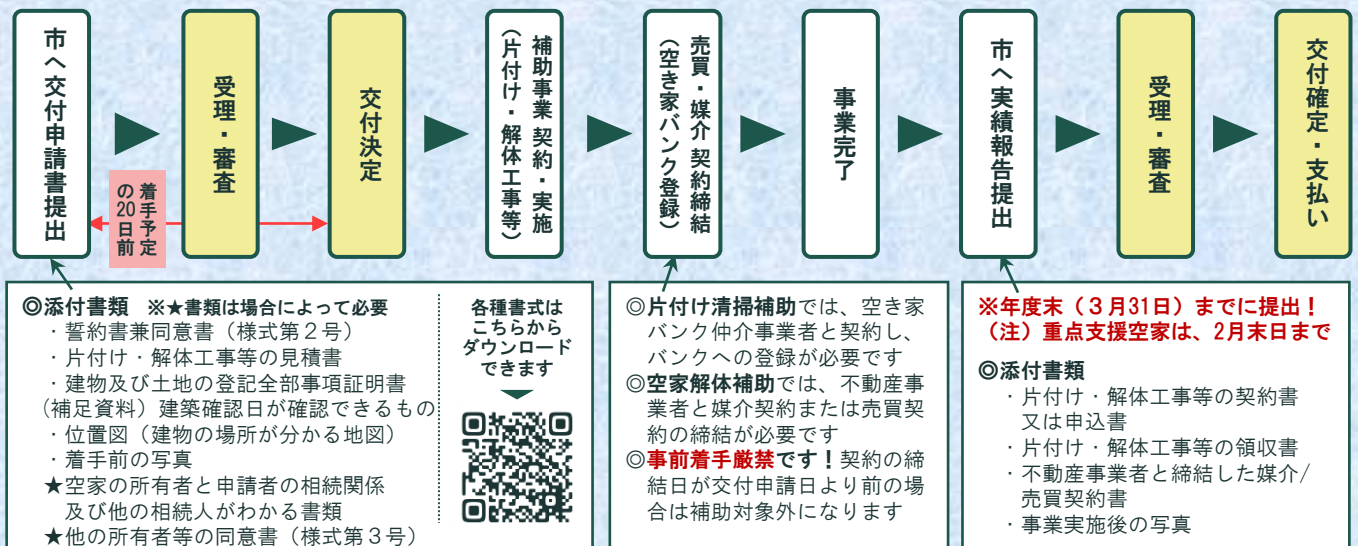 市へ交付申請書提出
着手予定
の20日前
受理・審査
交付決定
補助事業 契約・実施
(片付け・解体工事等)
売買・媒介 契約締結
(空き家バンク登録)
事業完了
市へ実績報告提出
受理・審査
交付確定・支払い
◎添付書類 ※★書類は場合によって必要
・誓約書兼同意書(様式第2号)
・片付け・解体工事等の見積書
・建物及び土地の登記全部事項証明書
(補足資料)建築確認日が確認できるもの
・位置図(建物の場所が分かる地図)
・着手前の写真
★空家の所有者と申請者の相続関係
及び他の相続人がわかる書類
★他の所有者等の同意書(様式第3号)
各種書式は
こちらから
ダウンロード
できます
◎片付け清掃補助では、空き家
バンク仲介事業者と契約し、
バンクへの登録が必要です
◎空家解体補助では、不動産事
業者と媒介契約または売買契
約の締結が必要です
◎事前着手厳禁です!契約の締
結日が交付申請日より前の場
合は補助対象外になります
※年度末(3月31日)までに提出!
(注)重点支援空家は、2月末日まで
◎添付書類
・片付け・解体工事等の契約書
又は申込書
・片付け・解体工事等の領収書
・不動産事業者と締結した媒介/
売買契約書
・事業実施後の写真